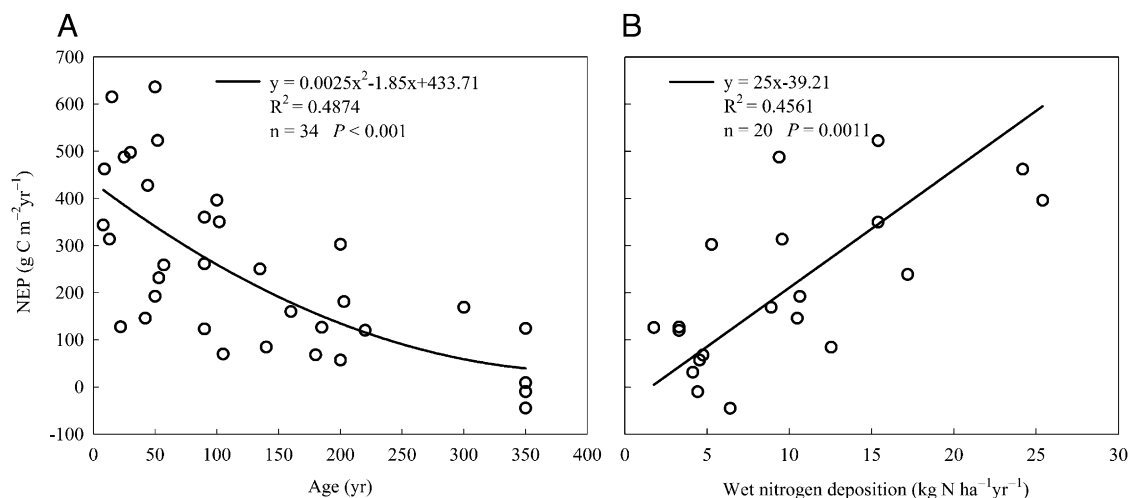 A
B
700
600
500
400
300
200
100
0
-100
NEP (g C m⁻²yr⁻¹)
y = 0.0025x²-1.85x+433.71
R² = 0.4874
n = 34 P < 0.001
0 50 100 150 200 250 300 350 400
Age (yr)
y = 25x-39.21
R² = 0.4561
n = 20 P = 0.0011
0 5 10 15 20 25 30
Wet nitrogen deposition (kg N ha⁻¹yr⁻¹)